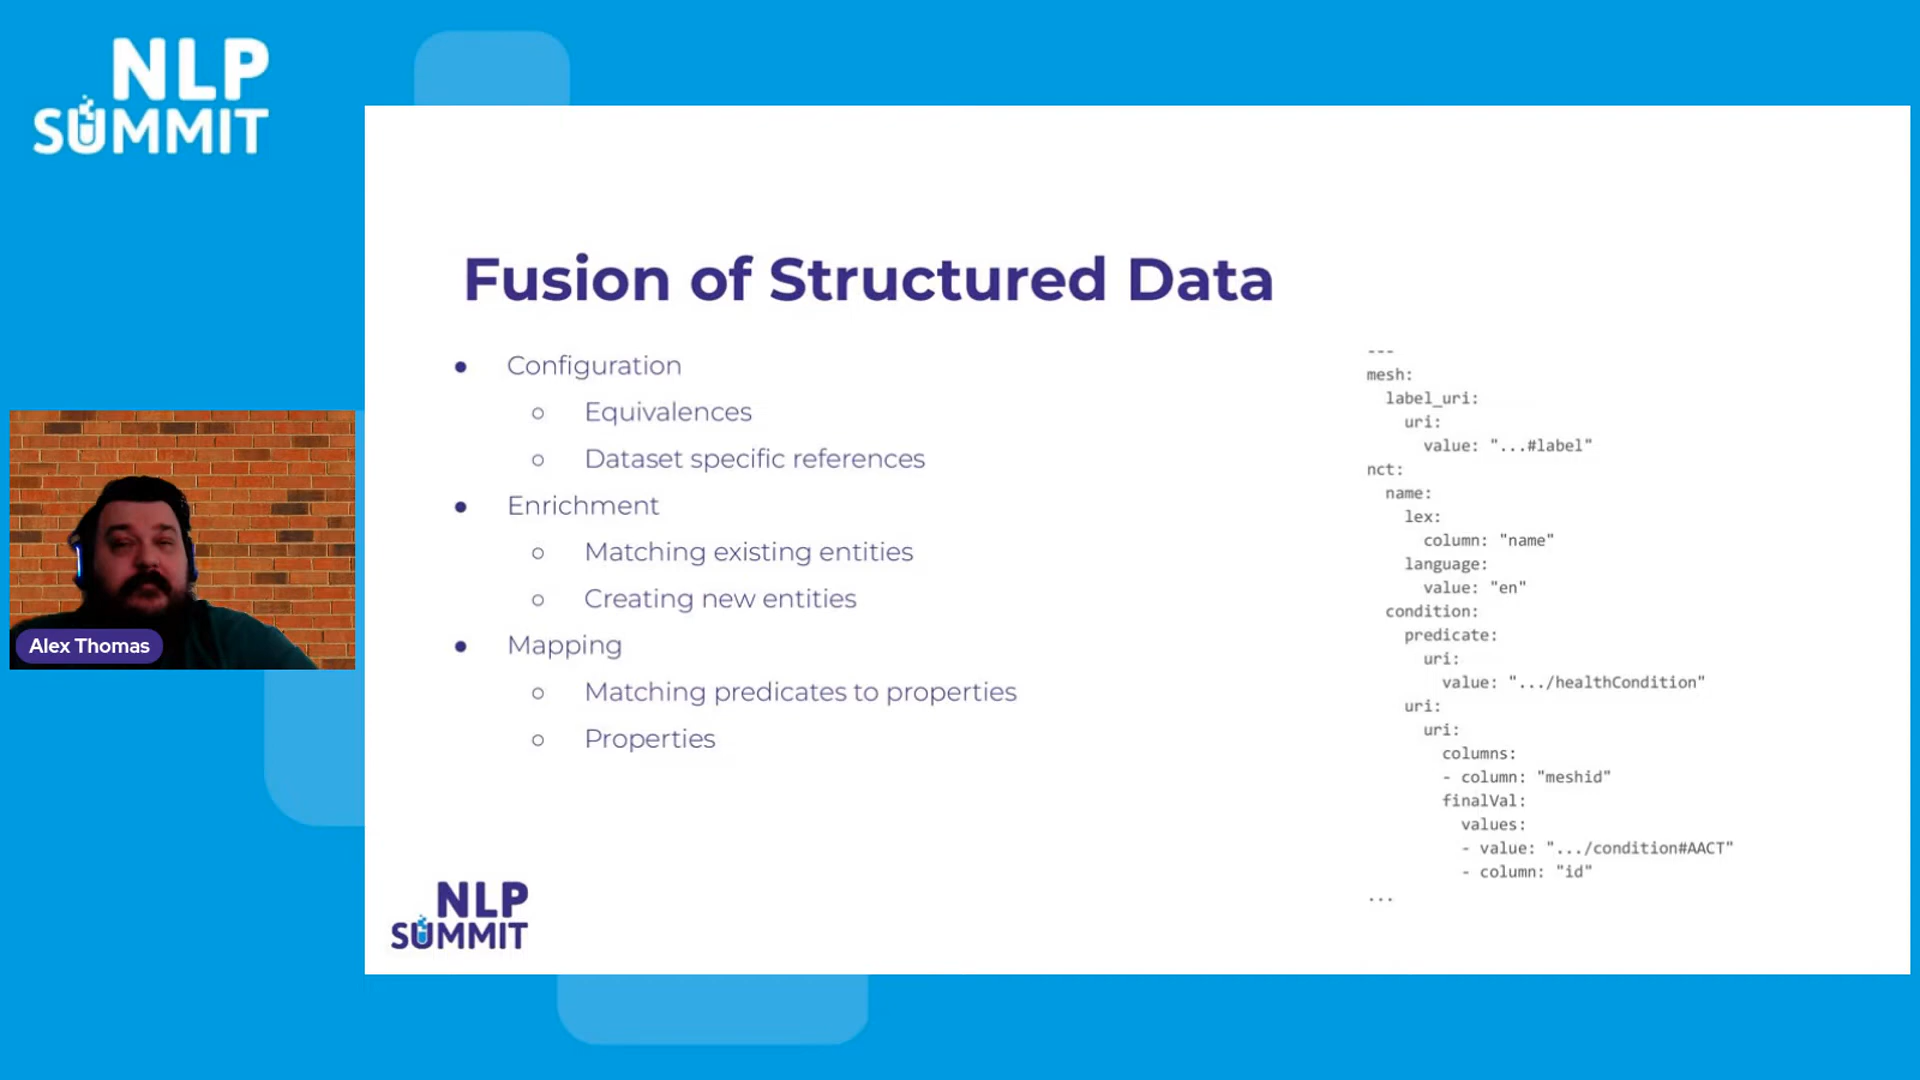 NLP
SUMMIT
Fusion of Structured Data
● Configuration
○ Equivalences
○ Dataset specific references
● Enrichment
○ Matching existing entities
○ Creating new entities
● Mapping
○ Matching predicates to properties
○ Properties
---
mesh:
  label_uri:
    uri:
      value: "...#label"
nct:
  name:
    lex:
      column: "name"
    language:
      value: "en"
  condition:
    predicate:
      uri:
        value: ".../healthCondition"
    uri:
      uri:
        columns:
        - column: "meshid"
        finalVal:
          values:
          - value: ".../condition#AACT"
          - column: "id"
...
Alex Thomas
NLP
SUMMIT